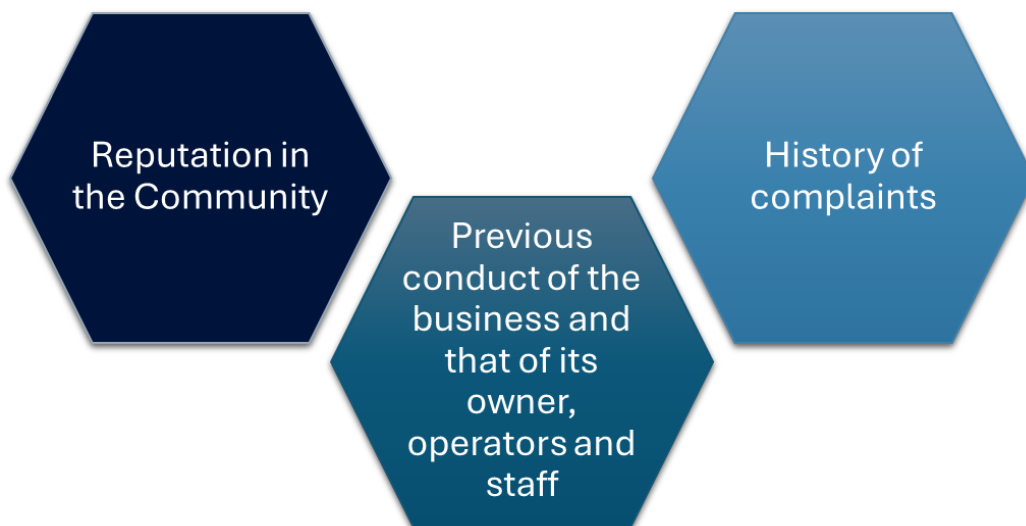 Reputation in
the Community
Previous
conduct of the
business and
that of its
owner,
operators and
staff
History of
complaints